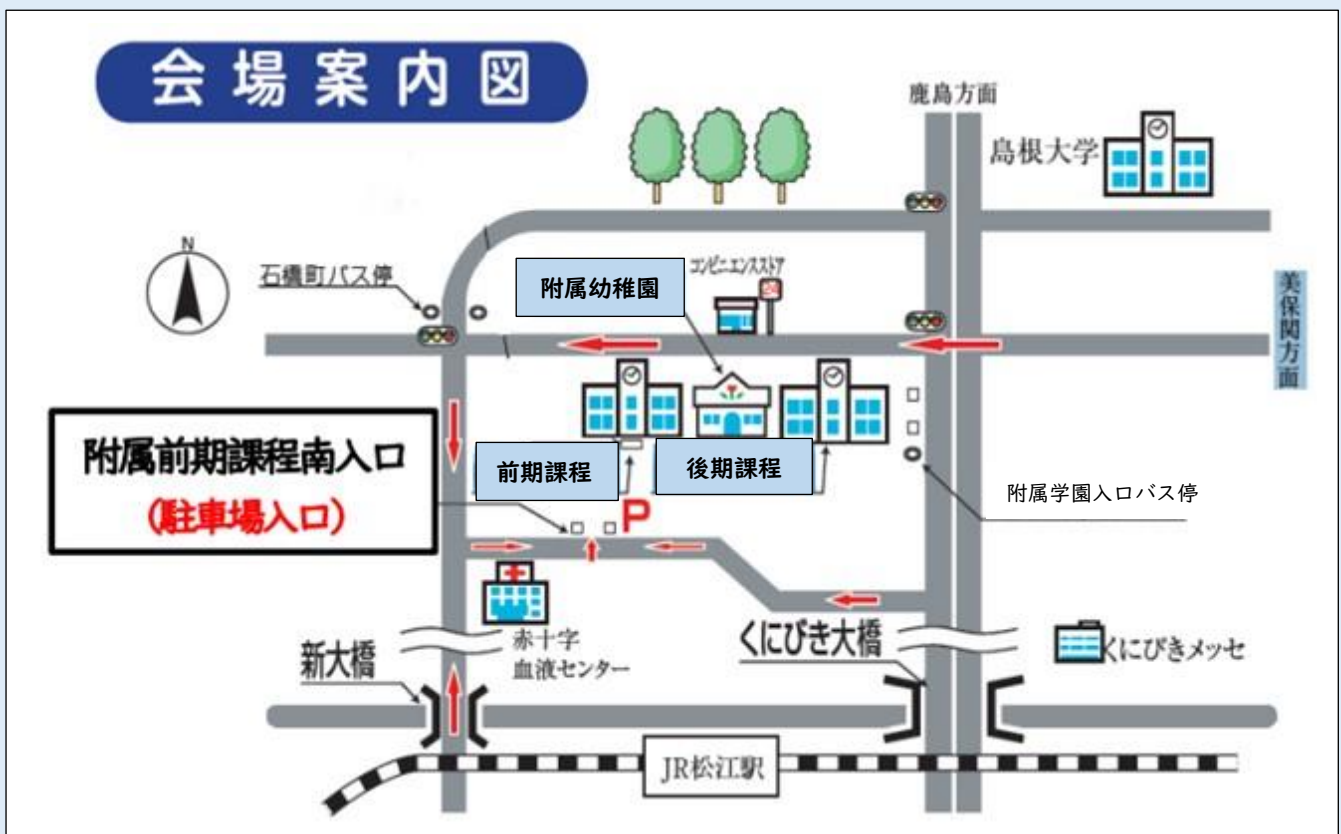 会場案内図
鹿島方面
島根大学
N
石橋町バス停
コンビニエンスストア
24
附属幼稚園
美保関方面
附属前期課程南入口
(駐車場入口)
前期課程
後期課程
附属学園入口バス停
P
赤十字
血液センター
新大橋
くにびき大橋
くにびきメッセ
JR松江駅